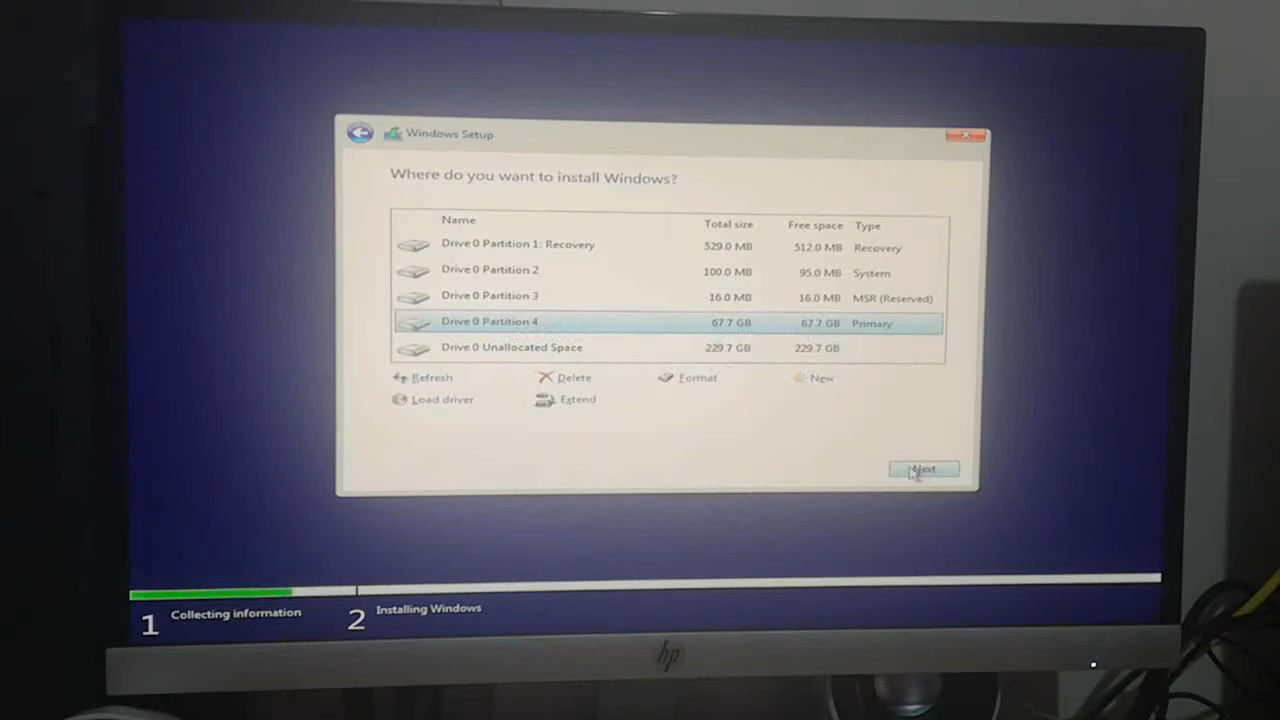 Windows Setup
Where do you want to install Windows?
Name Total size Free space Type
Drive 0 Partition 1: Recovery 529.0 MB 512.0 MB Recovery
Drive 0 Partition 2 100.0 MB 95.0 MB System
Drive 0 Partition 3 16.0 MB 16.0 MB MSR (Reserved)
Drive 0 Partition 4 67.7 GB 67.7 GB Primary
Drive 0 Unallocated Space 229.7 GB 229.7 GB
Refresh Delete Format New
Load driver Extend
Next
1 Collecting information 2 Installing Windows
hp